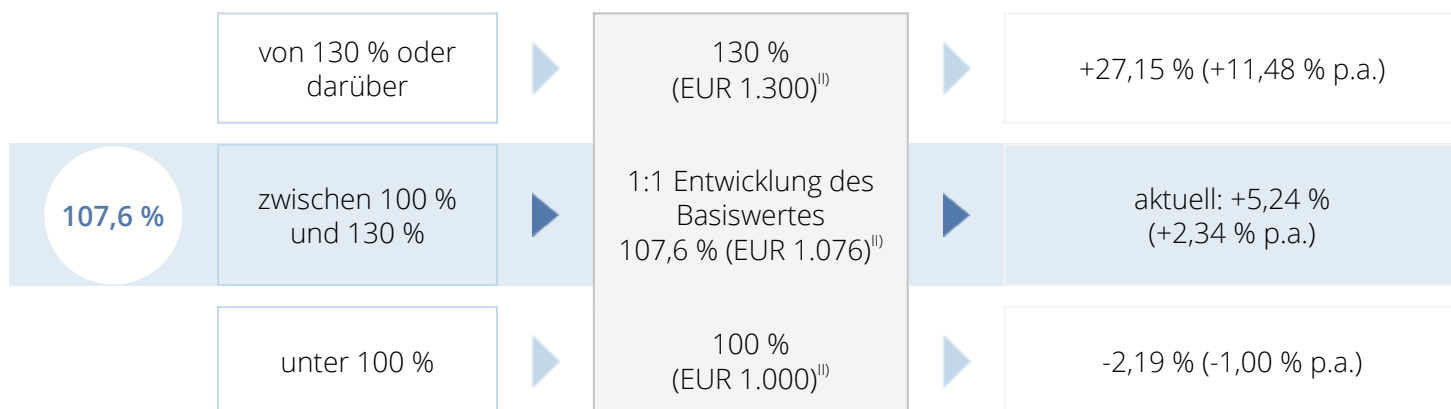 von 130 % oder
darüber
130 %
(EUR 1.300)II)
+27,15 % (+11,48 % p.a.)
107,6 %
zwischen 100 %
und 130 %
1:1 Entwicklung des
Basiswertes
107,6 % (EUR 1.076)II)
aktuell: +5,24 %
(+2,34 % p.a.)
unter 100 %
100 %
(EUR 1.000)II)
-2,19 % (-1,00 % p.a.)